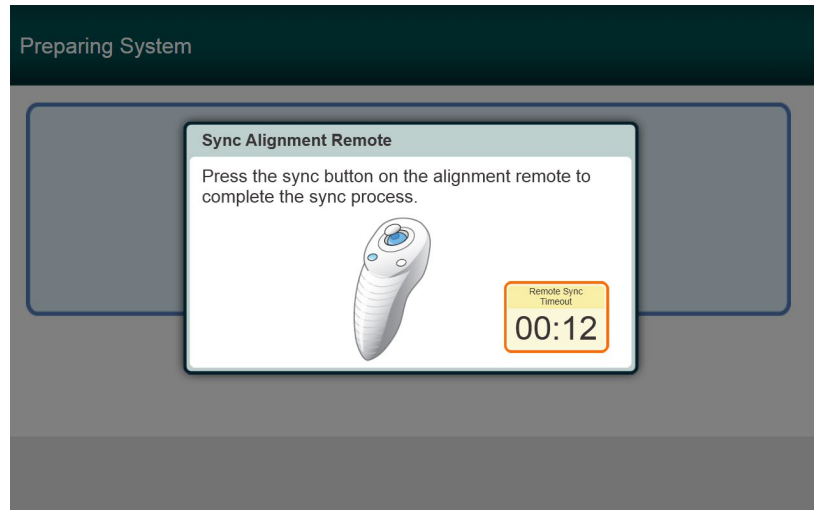 Preparing System
Sync Alignment Remote
Press the sync button on the alignment remote to
complete the sync process.
Remote Sync
Timeout
00:12